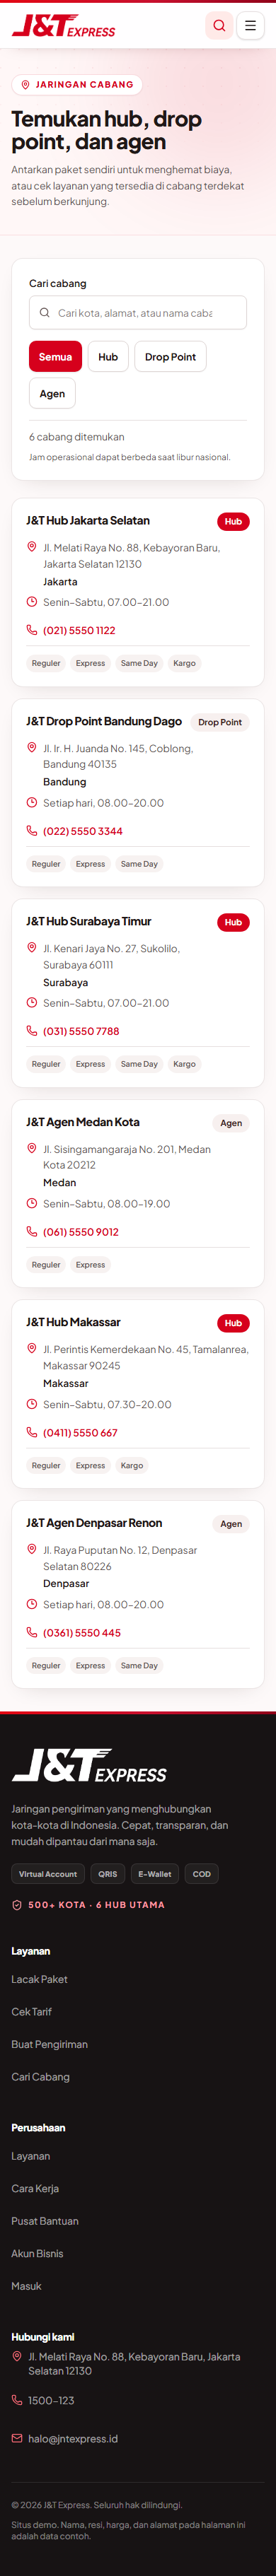 J&T EXPRESS
JARINGAN CABANG
Temukan hub, drop
point, dan agen
Antarkan paket sendiri untuk menghemat biaya,
atau cek layanan yang tersedia di cabang terdekat
sebelum berkunjung.
Cari cabang
Cari kota, alamat, atau nama caba
Semua
Hub
Drop Point
Agen
6 cabang ditemukan
Jam operasional dapat berbeda saat libur nasional.
J&T Hub Jakarta Selatan
Hub
Jl. Melati Raya No. 88, Kebayoran Baru,
Jakarta Selatan 12130
Jakarta
Senin–Sabtu, 07.00–21.00
(021) 5550 1122
Reguler
Express
Same Day
Kargo
J&T Drop Point Bandung Dago
Drop Point
Jl. Ir. H. Juanda No. 145, Coblong,
Bandung 40135
Bandung
Setiap hari, 08.00–20.00
(022) 5550 3344
Reguler
Express
Same Day
J&T Hub Surabaya Timur
Hub
Jl. Kenari Jaya No. 27, Sukolilo,
Surabaya 60111
Surabaya
Senin–Sabtu, 07.00–21.00
(031) 5550 7788
Reguler
Express
Same Day
Kargo
J&T Agen Medan Kota
Agen
Jl. Sisingamangaraja No. 201, Medan
Kota 20212
Medan
Senin–Sabtu, 08.00–19.00
(061) 5550 9012
Reguler
Express
J&T Hub Makassar
Hub
Jl. Perintis Kemerdekaan No. 45, Tamalanrea,
Makassar 90245
Makassar
Senin–Sabtu, 07.30–20.00
(0411) 5550 667
Reguler
Express
Kargo
J&T Agen Denpasar Renon
Agen
Jl. Raya Puputan No. 12, Denpasar
Selatan 80226
Denpasar
Setiap hari, 08.00–20.00
(0361) 5550 445
Reguler
Express
Same Day
J&T EXPRESS
Jaringan pengiriman yang menghubungkan
kota-kota di Indonesia. Cepat, transparan, dan
mudah dipantau dari mana saja.
Virtual Account
QRIS
E-Wallet
COD
500+ KOTA · 6 HUB UTAMA
Layanan
Lacak Paket
Cek Tarif
Buat Pengiriman
Cari Cabang
Perusahaan
Layanan
Cara Kerja
Pusat Bantuan
Akun Bisnis
Masuk
Hubungi kami
Jl. Melati Raya No. 88, Kebayoran Baru, Jakarta
Selatan 12130
1500-123
halo@jntexpress.id
© 2026 J&T Express. Seluruh hak dilindungi.
Situs demo. Nama, resi, harga, dan alamat pada halaman ini
adalah data contoh.